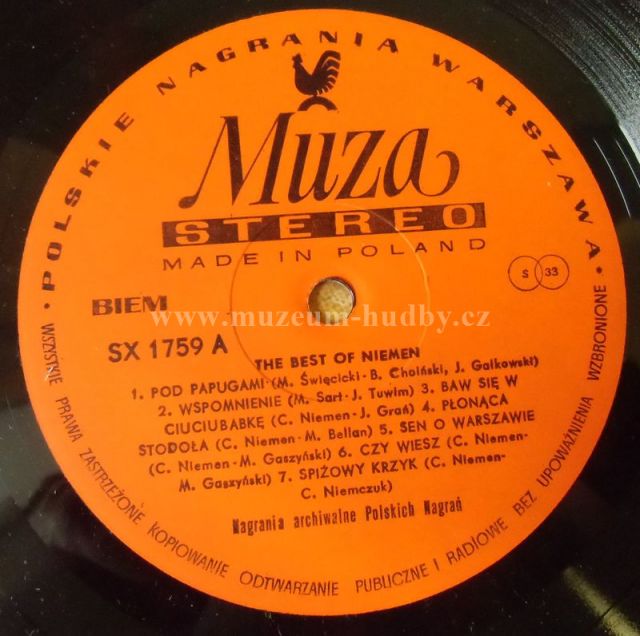 • POLSKIE NAGRANIA WARSZAWA •
Muza
STEREO
MADE IN POLAND
S 33
BIEM
www.muzeum-hudby.cz
SX 1759 A
THE BEST OF NIEMEN
1. POD PAPUGAMI (M. Święcicki - B. Choiński, J. Gałkowski)
2. WSPOMNIENIE (M. Sart - J. Tuwim) 3. BAW SIĘ W
CIUCIUBABKĘ (C. Niemen - J. Grań) 4. PŁONĄCA
STODOŁA (C. Niemen - M. Bellan) 5. SEN O WARSZAWIE
(C. Niemen - M. Gaszyński) 6. CZY WIESZ (C. Niemen-
M. Gaszyński) 7. SPIŻOWY KRZYK (C. Niemen-
C. Niemczuk)
Nagrania archiwalne Polskich Nagrań
WSZYSTKIE PRAWA ZASTRZEŻONE KOPIOWANIE ODTWARZANIE PUBLICZNE I RADIOWE BEZ UPOWAŻNIENIA WZBRONIONE